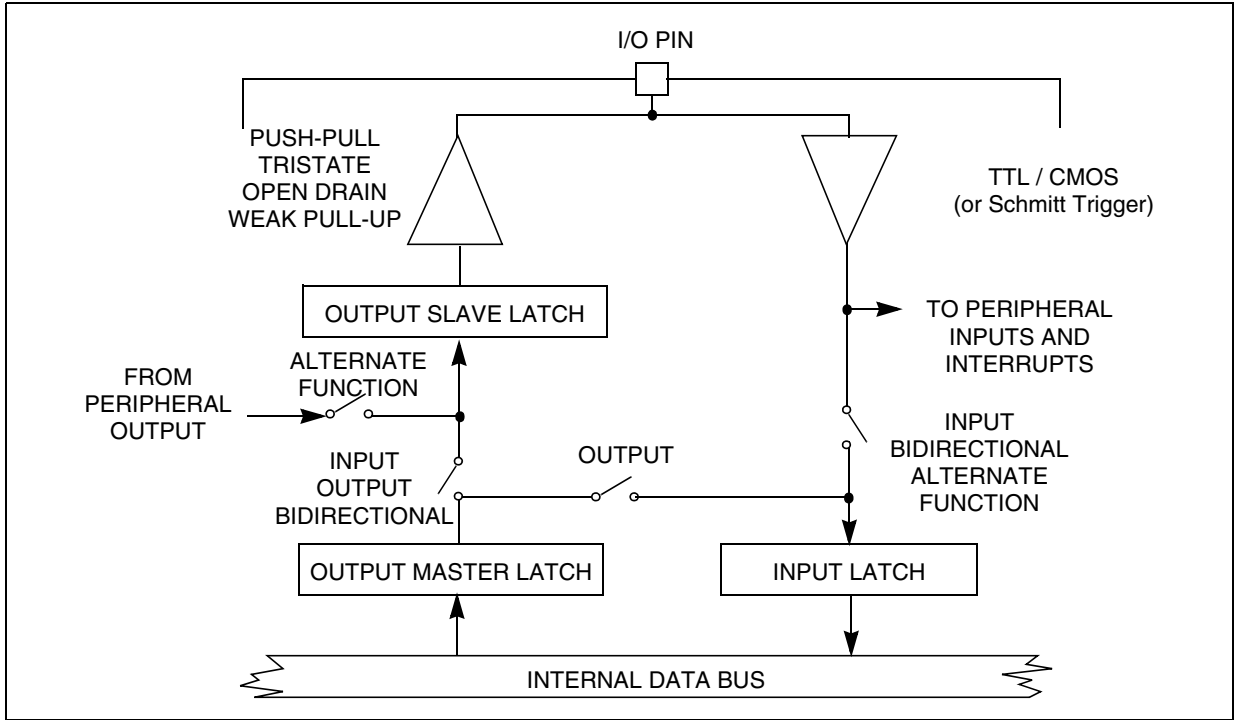 I/O PIN
PUSH-PULL
TRISTATE
OPEN DRAIN
WEAK PULL-UP
TTL / CMOS
(or Schmitt Trigger)
OUTPUT SLAVE LATCH
TO PERIPHERAL
INPUTS AND
INTERRUPTS
ALTERNATE
FUNCTION
FROM
PERIPHERAL
OUTPUT
INPUT
OUTPUT
BIDIRECTIONAL
OUTPUT
INPUT
BIDIRECTIONAL
ALTERNATE
FUNCTION
OUTPUT MASTER LATCH
INPUT LATCH
INTERNAL DATA BUS